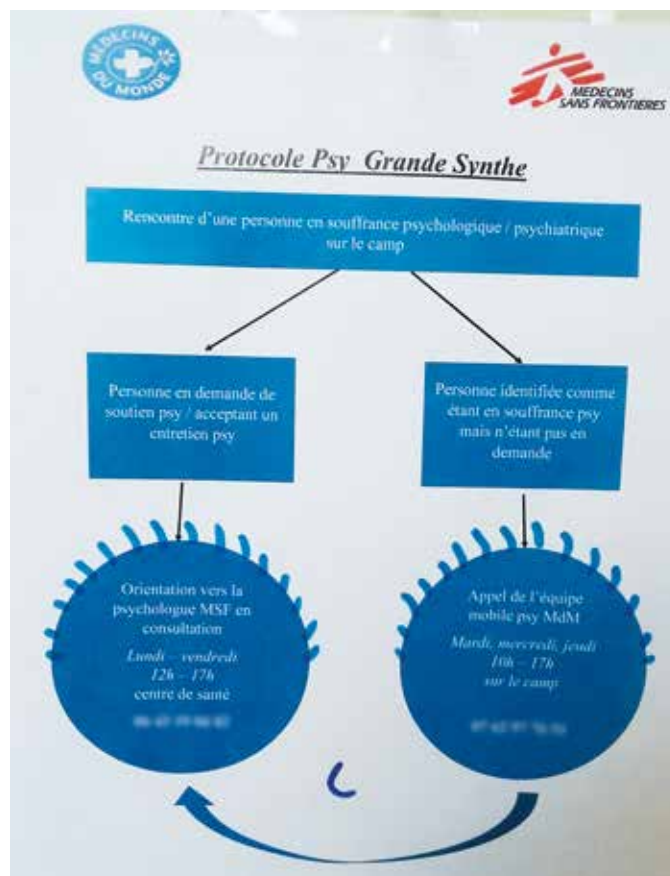 MEDECINS
DU MONDE
MEDECINS
SANS FRONTIERES
Protocole Psy Grande Synthe
Rencontre d'une personne en souffrance psychologique / psychiatrique
sur le camp
Personne en demande de
soutien psy / acceptant un
entretien psy
Personne identifiée comme
étant en souffrance psy
mais n'étant pas en
demande
Orientation vers la
psychologue MSF en
consultation
Lundi – vendredi
12h – 17h
centre de santé
Appel de l'équipe
mobile psy MdM
Mardi, mercredi, jeudi
10h – 17h
sur le camp